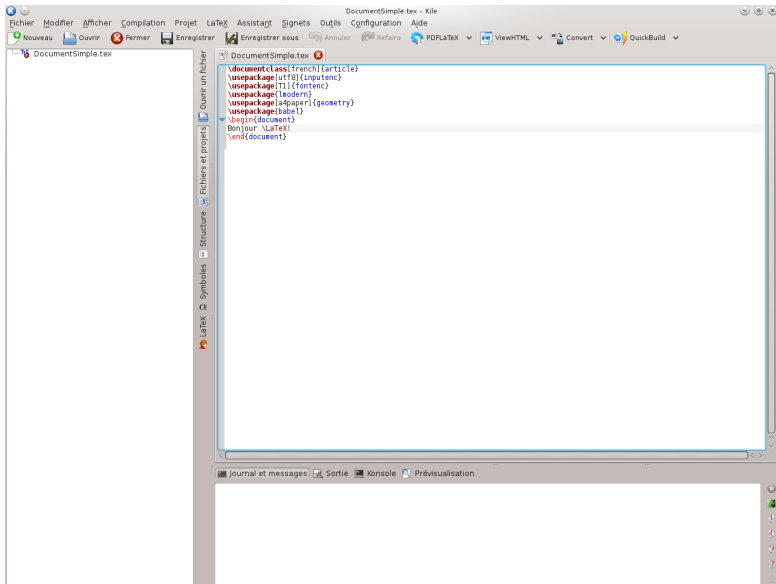 DocumentSimple.tex – Kile
Fichier Modifier Afficher Compilation Projet LaTeX Assistant Signets Outils Configuration Aide
Nouveau Ouvrir Fermer Enregistrer Enregistrer sous Annuler Refaire PDFLaTeX ViewHTML Convert QuickBuild
DocumentSimple.tex
Ouvrir un fichier
Fichiers et projets
Structure
Symboles
LaTeX
DocumentSimple.tex
\documentclass[french]{article}
\usepackage[utf8]{inputenc}
\usepackage[T1]{fontenc}
\usepackage{lmodern}
\usepackage[a4paper]{geometry}
\usepackage{babel}
\begin{document}
Bonjour \LaTeX!
\end{document}
Journal et messages Sortie Konsole Prévisualisation